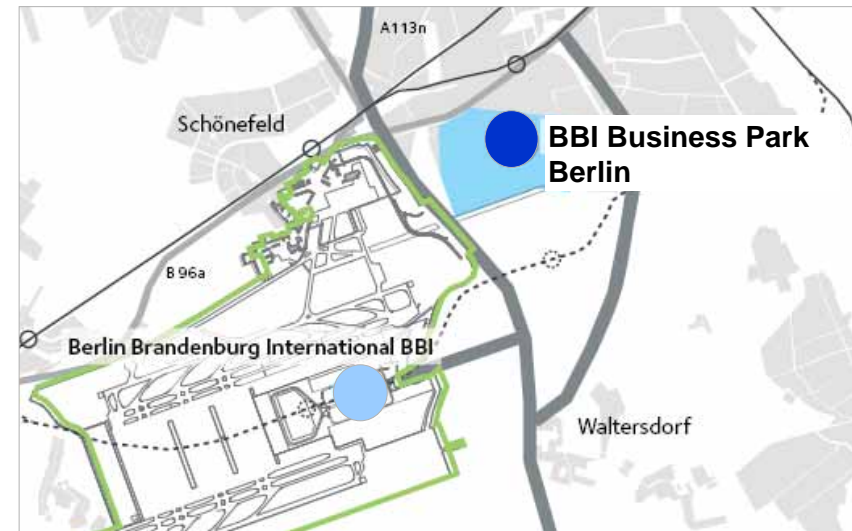 A113n
Schönefeld
BBI Business Park
Berlin
B 96a
Berlin Brandenburg International BBI
Waltersdorf